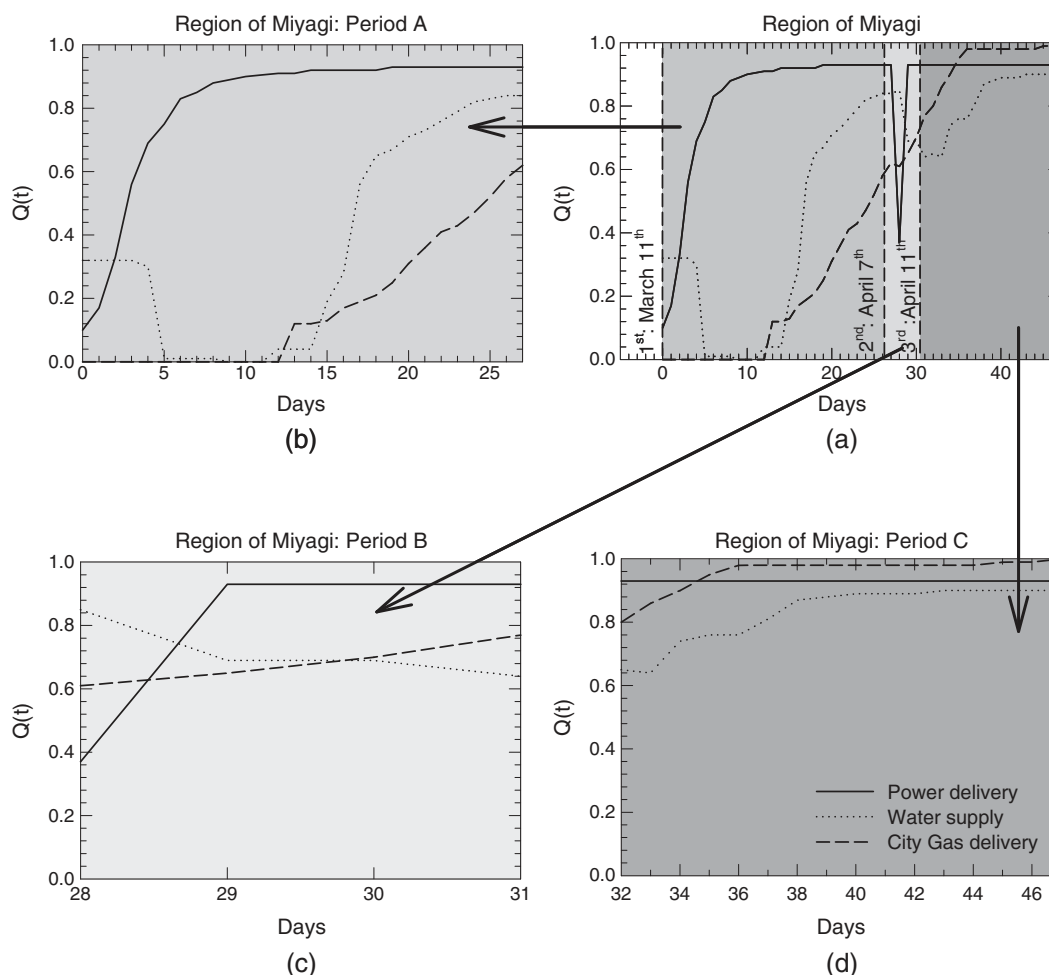 Region of Miyagi: Period A
1.0
0.8
0.6
0.4
0.2
0.0
Q(t)
0 5 10 15 20 25
Days
(b)
Region of Miyagi
1.0
0.8
0.6
0.4
0.2
0.0
Q(t)
1st: March 11th
2nd: April 7th
3rd :April 11th
0 10 20 30 40
Days
(a)
Region of Miyagi: Period B
1.0
0.8
0.6
0.4
0.2
0.0
Q(t)
28 29 30 31
Days
(c)
Region of Miyagi: Period C
1.0
0.8
0.6
0.4
0.2
0.0
Q(t)
Power delivery
Water supply
City Gas delivery
32 34 36 38 40 42 44 46
Days
(d)